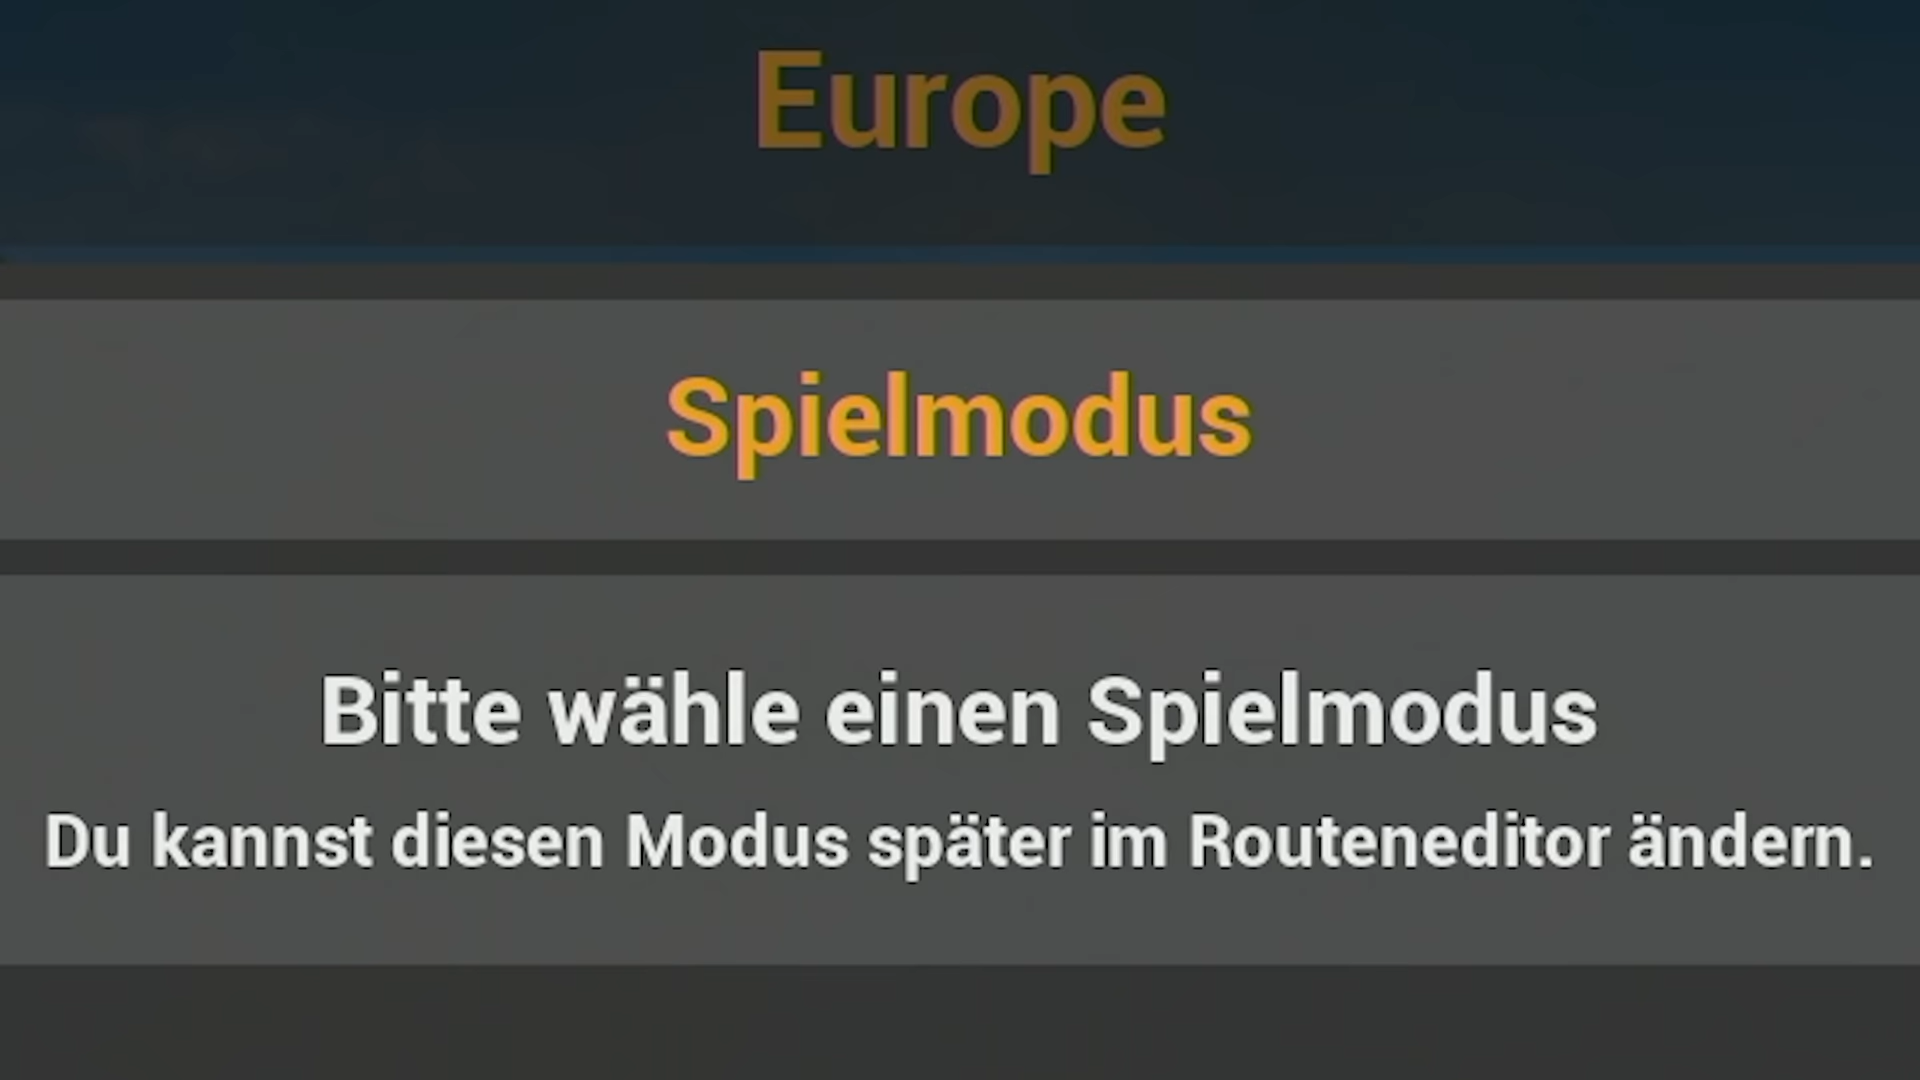 Europe
Spielmodus
Bitte wähle einen Spielmodus
Du kannst diesen Modus später im Routeneditor ändern.